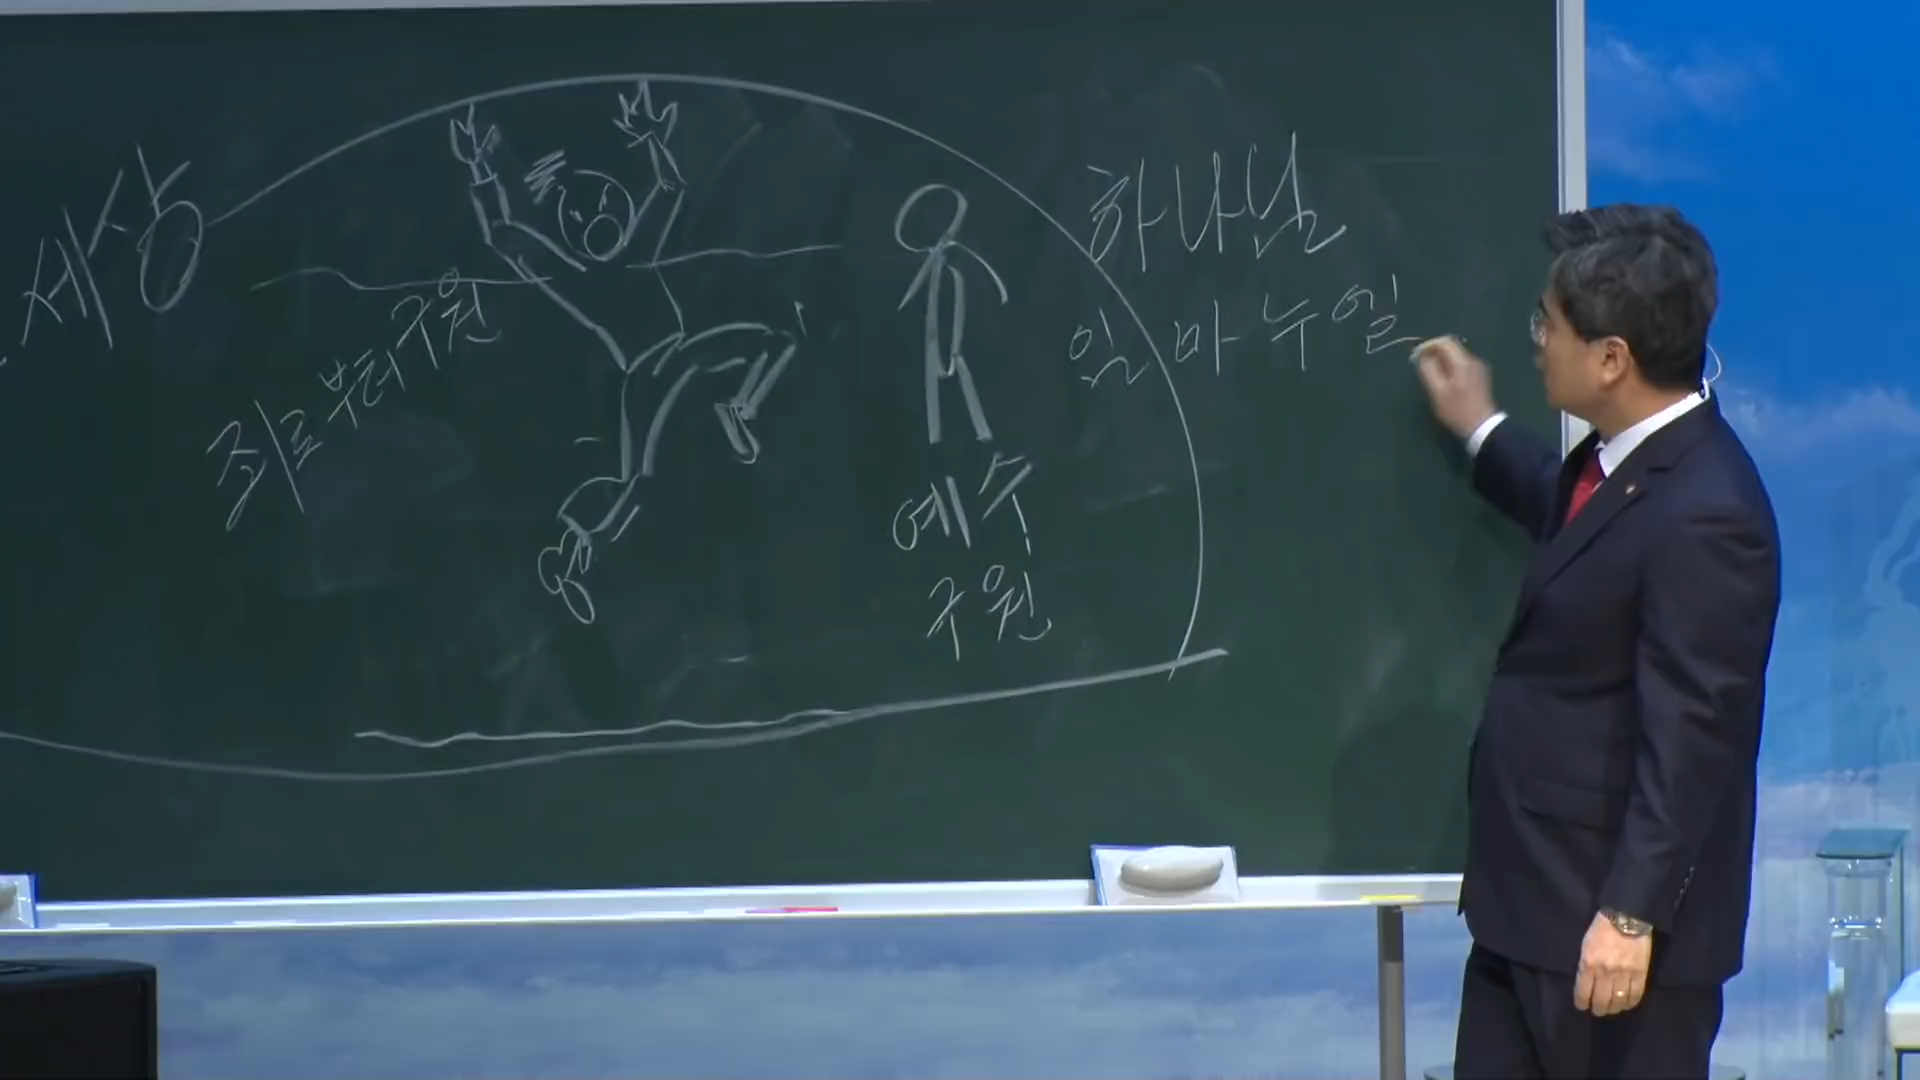 세상
죄로부터 구원
예수
구원
하나님
임마누엘